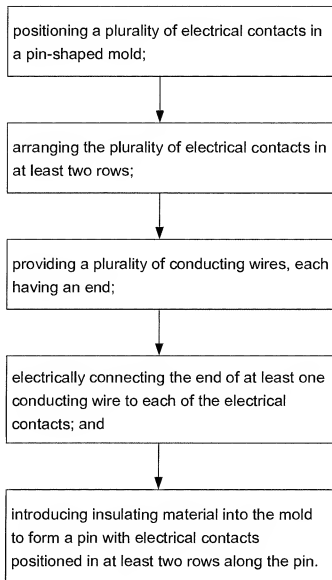 positioning a plurality of electrical contacts in
a pin-shaped mold;
arranging the plurality of electrical contacts in
at least two rows;
providing a plurality of conducting wires, each
having an end;
electrically connecting the end of at least one
conducting wire to each of the electrical
contacts; and
introducing insulating material into the mold
to form a pin with electrical contacts
positioned in at least two rows along the pin.